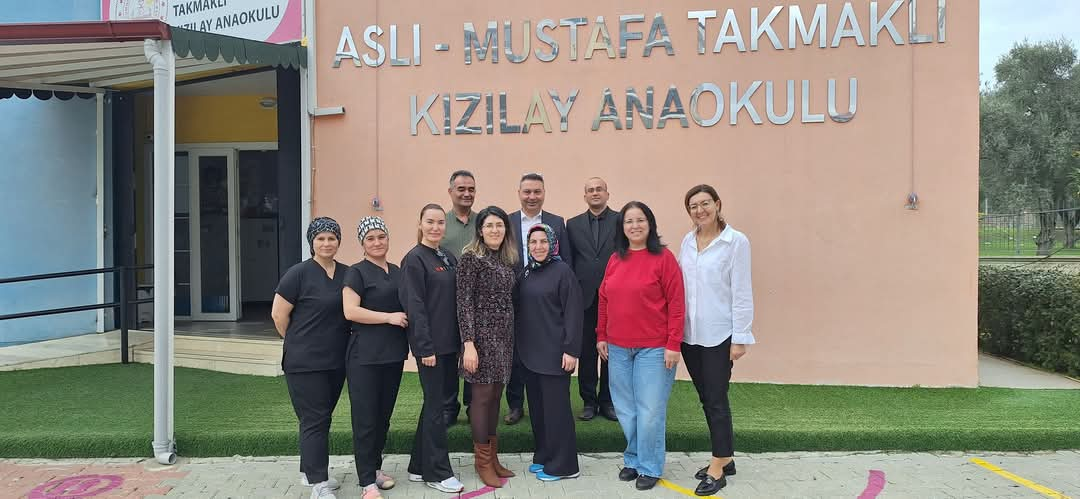 TAKMAKLI
KIZILAY ANAOKULU
ASLI - MUSTAFA TAKMAKLI
KIZILAY ANAOKULU